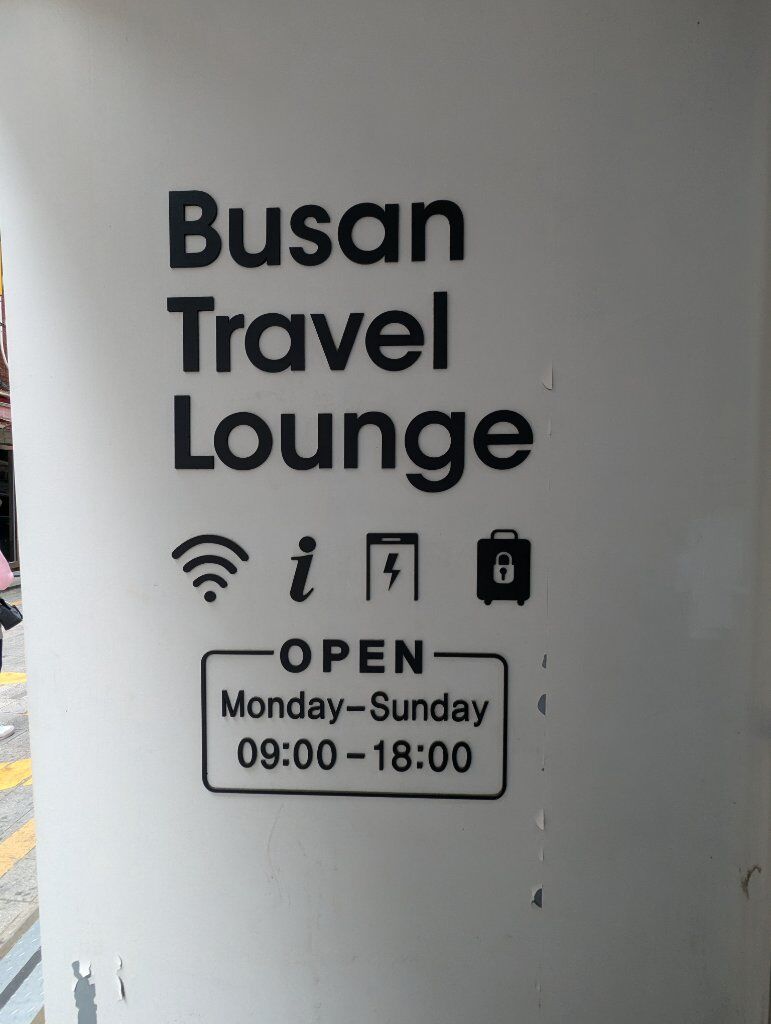 Busan
Travel
Lounge
OPEN
Monday–Sunday
09:00 – 18:00